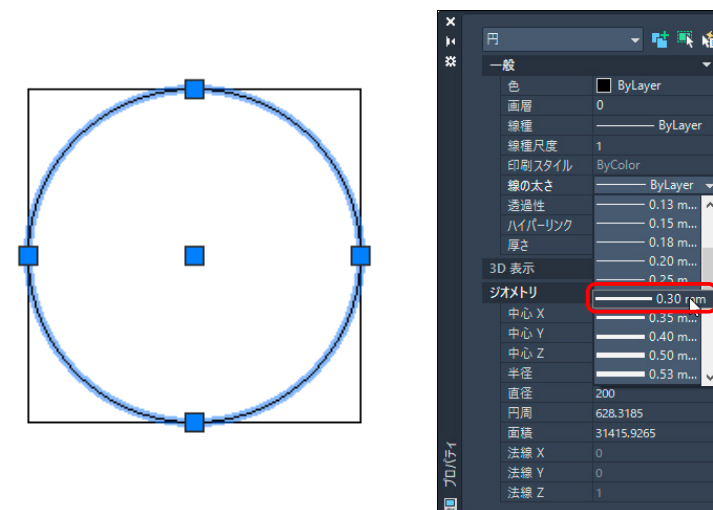 円
一般
色 ByLayer
画層 0
線種 ByLayer
線種尺度 1
印刷スタイル ByColor
線の太さ ByLayer
透過性 0.13 m...
ハイパーリンク 0.15 m...
厚さ 0.18 m...
3D 表示 0.20 m...
0.25 m...
ジオメトリ 0.30 mm
中心 X 0.35 m...
中心 Y 0.40 m...
中心 Z 0.50 m...
半径 0.53 m...
直径 200
円周 628.3185
面積 31415.9265
法線 X 0
法線 Y 0
法線 Z 1
プロパティ